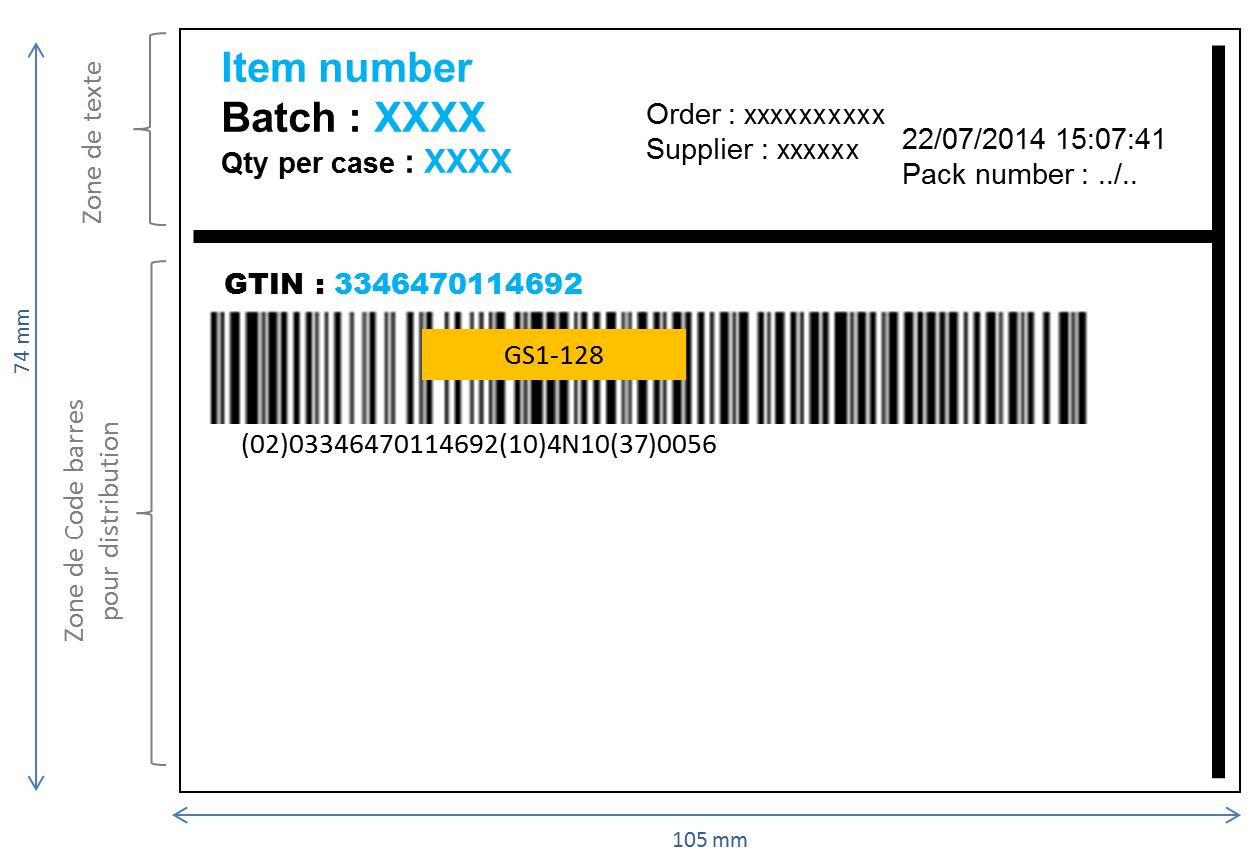 Zone de texte
Item number
Batch : XXXX
Qty per case : XXXX
Order : xxxxxxxxxx
Supplier : xxxxxx
22/07/2014 15:07:41
Pack number : ../..
74 mm
Zone de Code barres
pour distribution
GTIN : 3346470114692
GS1-128
(02)03346470114692(10)4N10(37)0056
105 mm